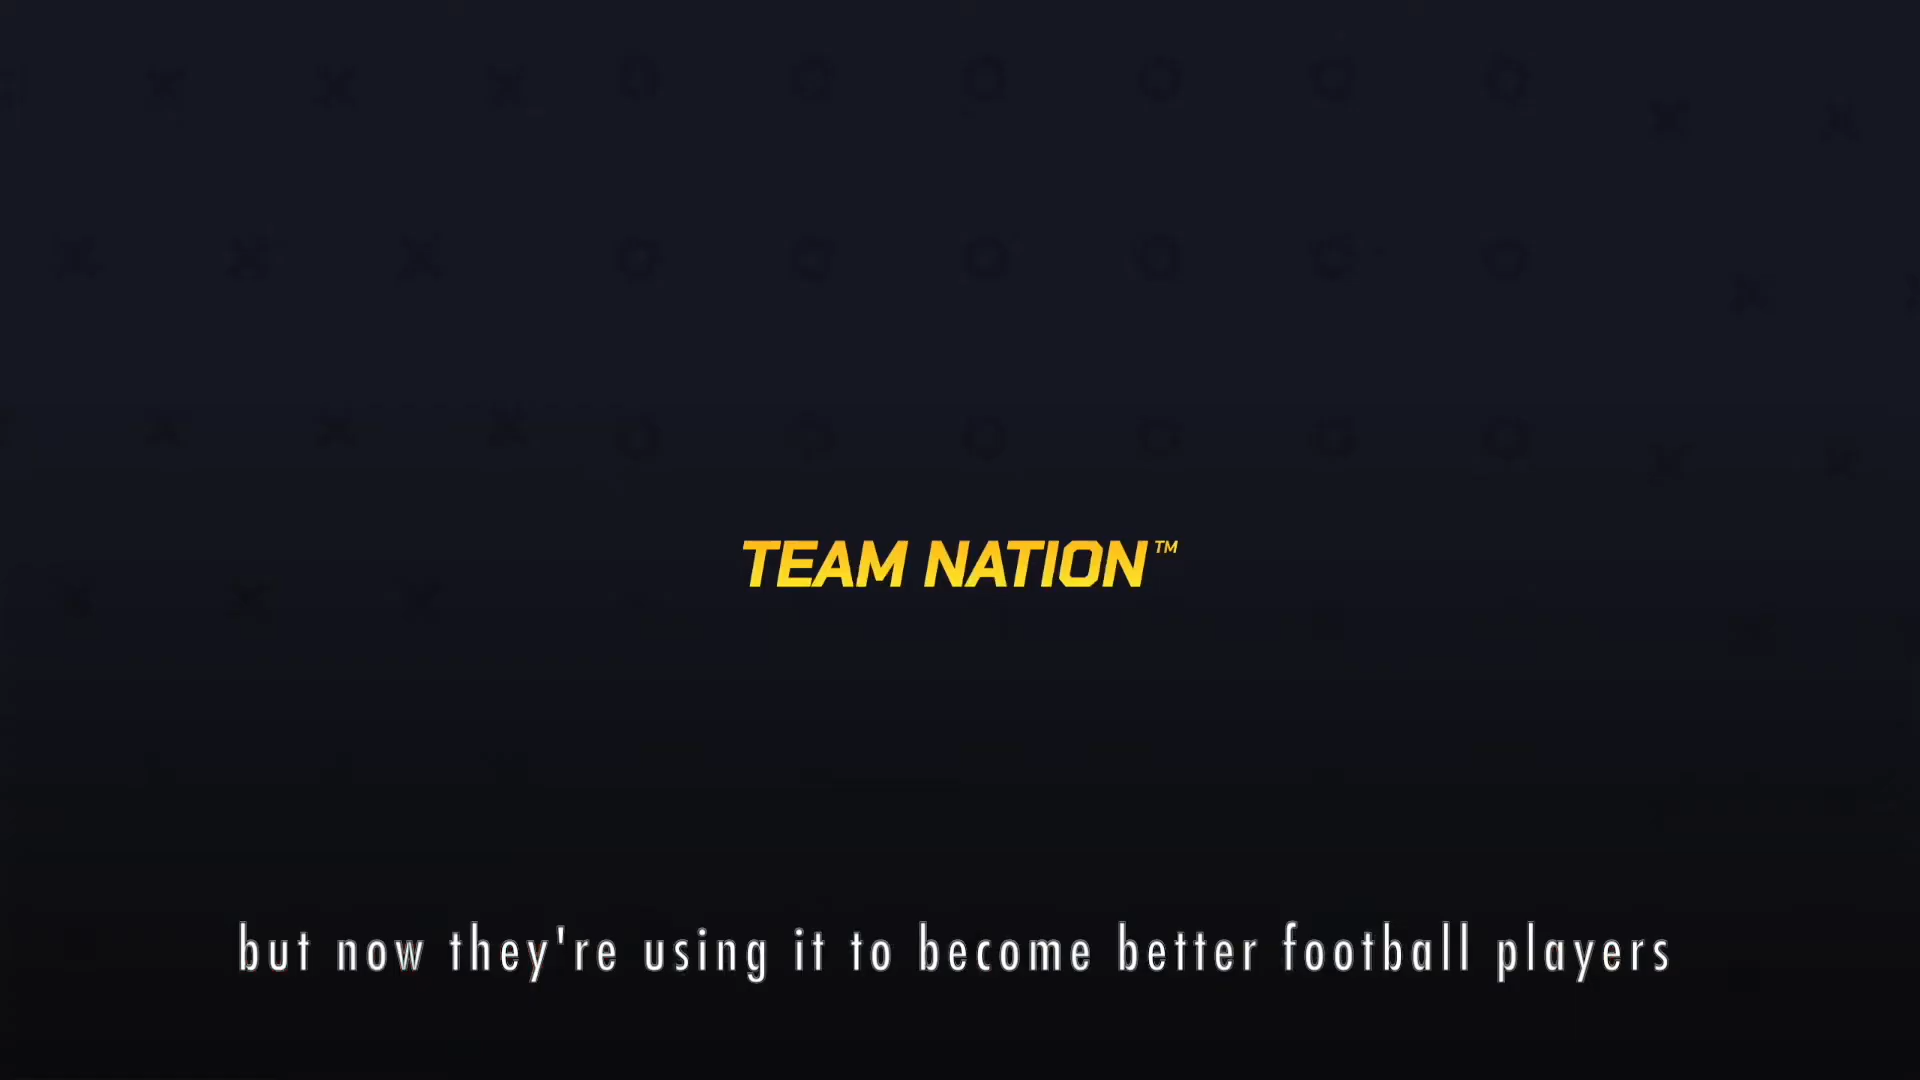 TEAM NATION™
but now they're using it to become better football players